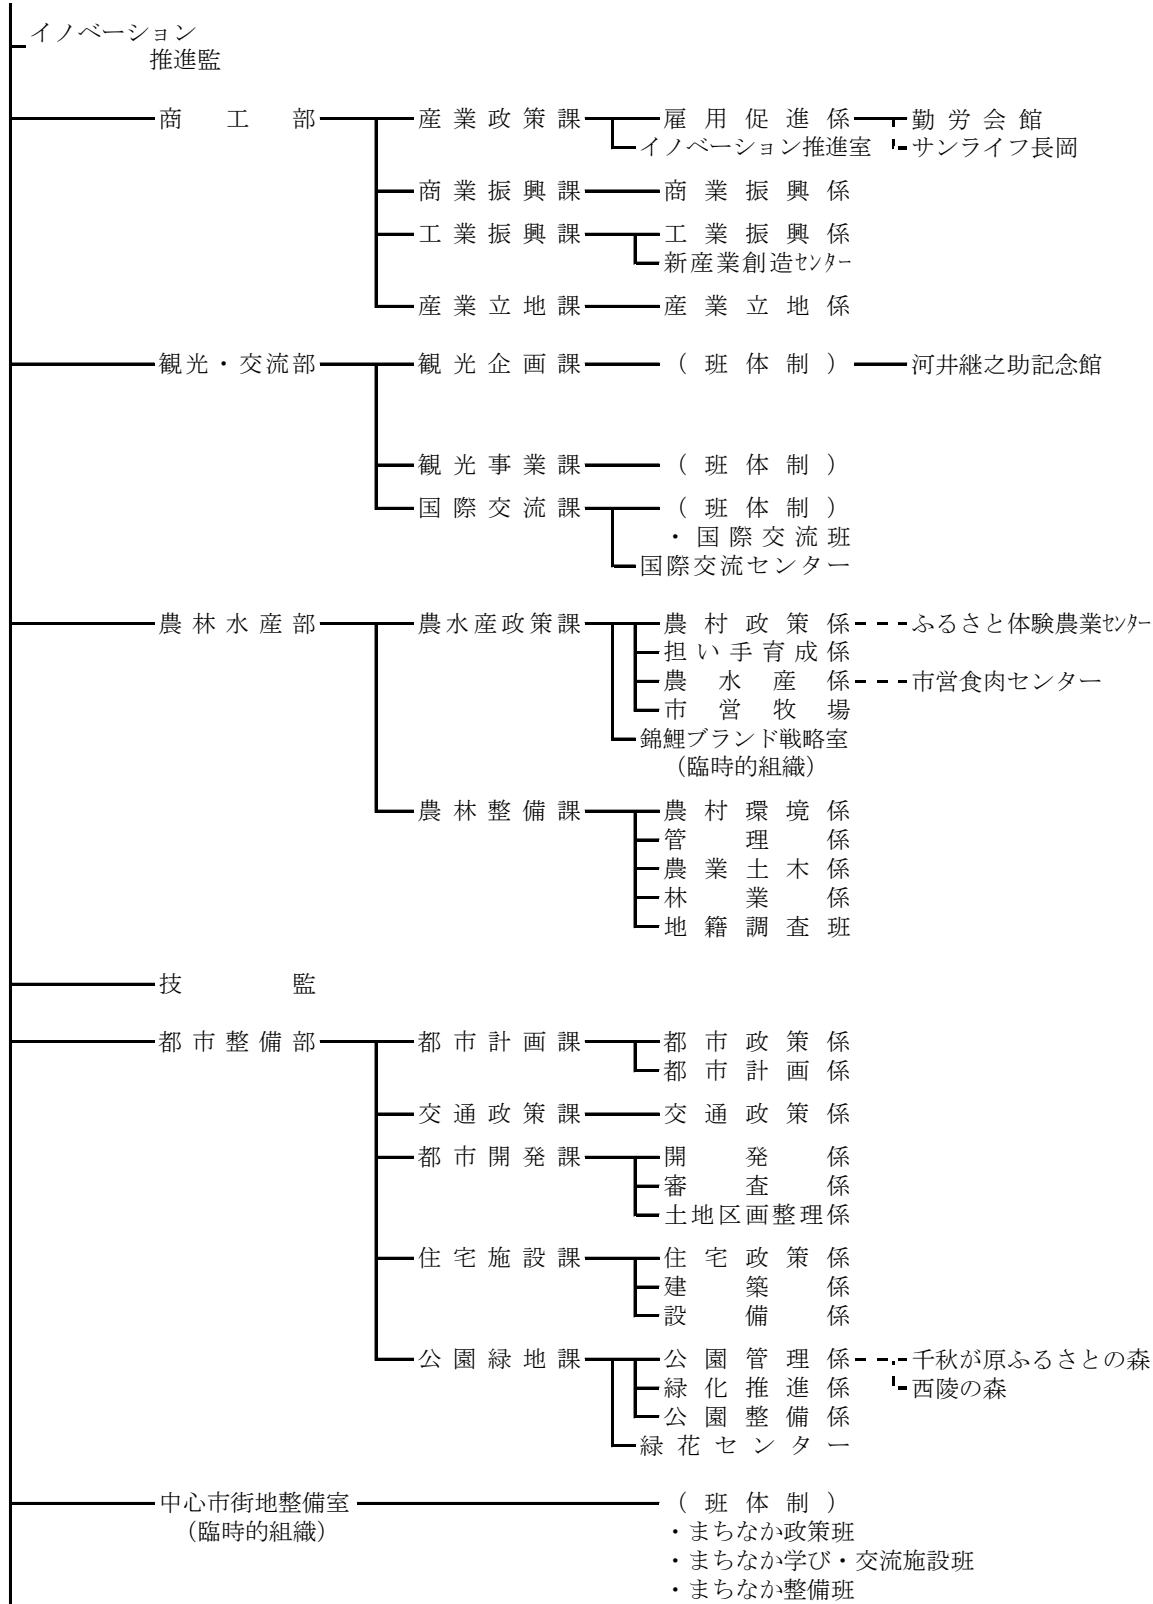 イノベーション
推進監
商工部 産業政策課 雇用促進係 勤労会館
イノベーション推進室 サンライフ長岡
商業振興課 商業振興係
工業振興課 工業振興係
新産業創造センター
産業立地課 産業立地係
観光・交流部 観光企画課 (班体制) 河井継之助記念館
観光事業課 (班体制)
国際交流課 (班体制)
・国際交流班
国際交流センター
農林水産部 農水産政策課 農村政策係 ふるさと体験農業センター
担い手育成係
農水産係 市営食肉センター
市営牧場
錦鯉ブランド戦略室
(臨時的組織)
農林整備課 農村環境係
管理係
農業土木係
林業係
地籍調査班
技監
都市整備部 都市計画課 都市政策係
都市計画係
交通政策課 交通政策係
都市開発課 開発係
審査係
土地区画整理係
住宅施設課 住宅政策係
建築係
設備係
公園緑地課 公園管理係 千秋が原ふるさとの森
緑化推進係 西陵の森
公園整備係
緑花センター
中心市街地整備室 (班体制)
(臨時的組織) ・まちなか政策班
・まちなか学び・交流施設班
・まちなか整備班